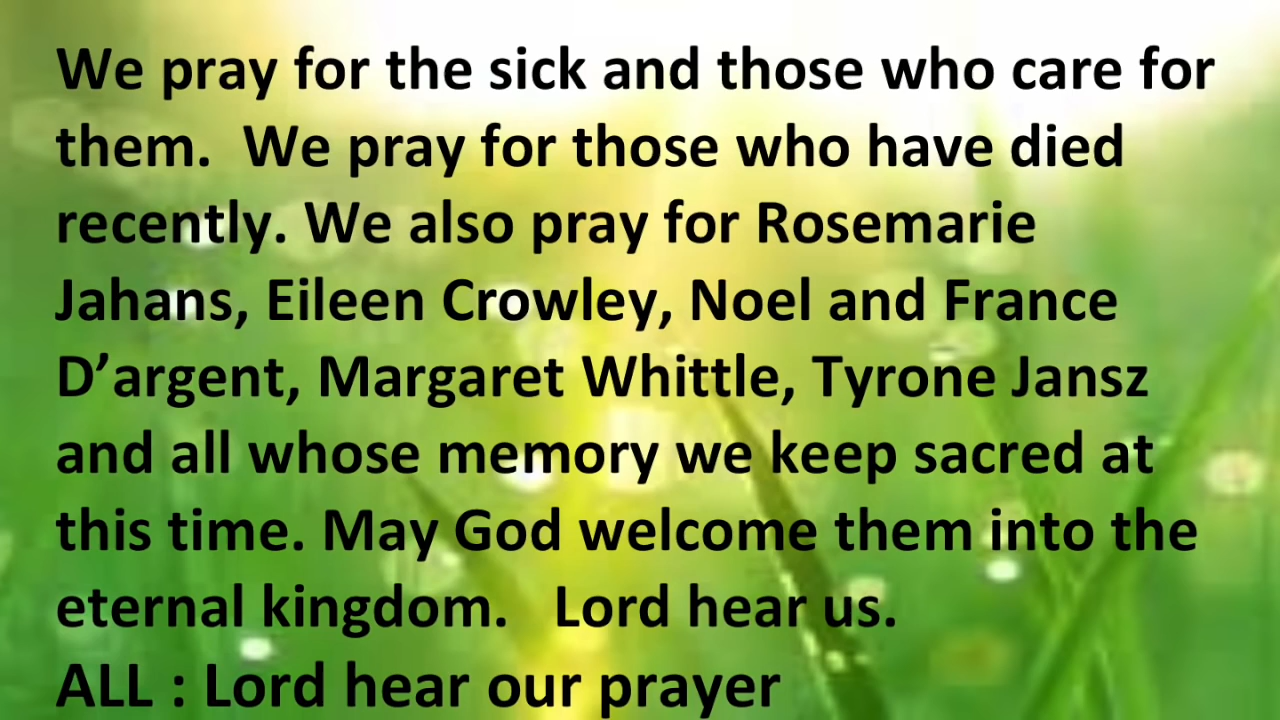 We pray for the sick and those who care for
them.  We pray for those who have died
recently. We also pray for Rosemarie
Jahans, Eileen Crowley, Noel and France
D’argent, Margaret Whittle, Tyrone Jansz
and all whose memory we keep sacred at
this time. May God welcome them into the
eternal kingdom.   Lord hear us.
ALL : Lord hear our prayer